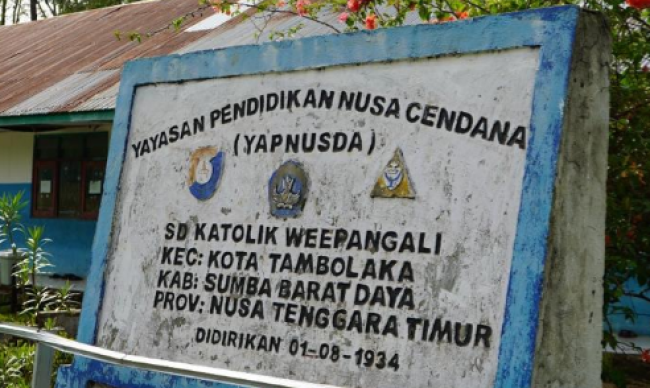 YAYASAN PENDIDIKAN NUSA CENDANA
(YAPNUSDA)
SD KATOLIK WEEPANGALI
KEC: KOTA TAMBOLAKA
KAB: SUMBA BARAT DAYA
PROV: NUSA TENGGARA TIMUR
DIDIRIKAN 01-08-1934